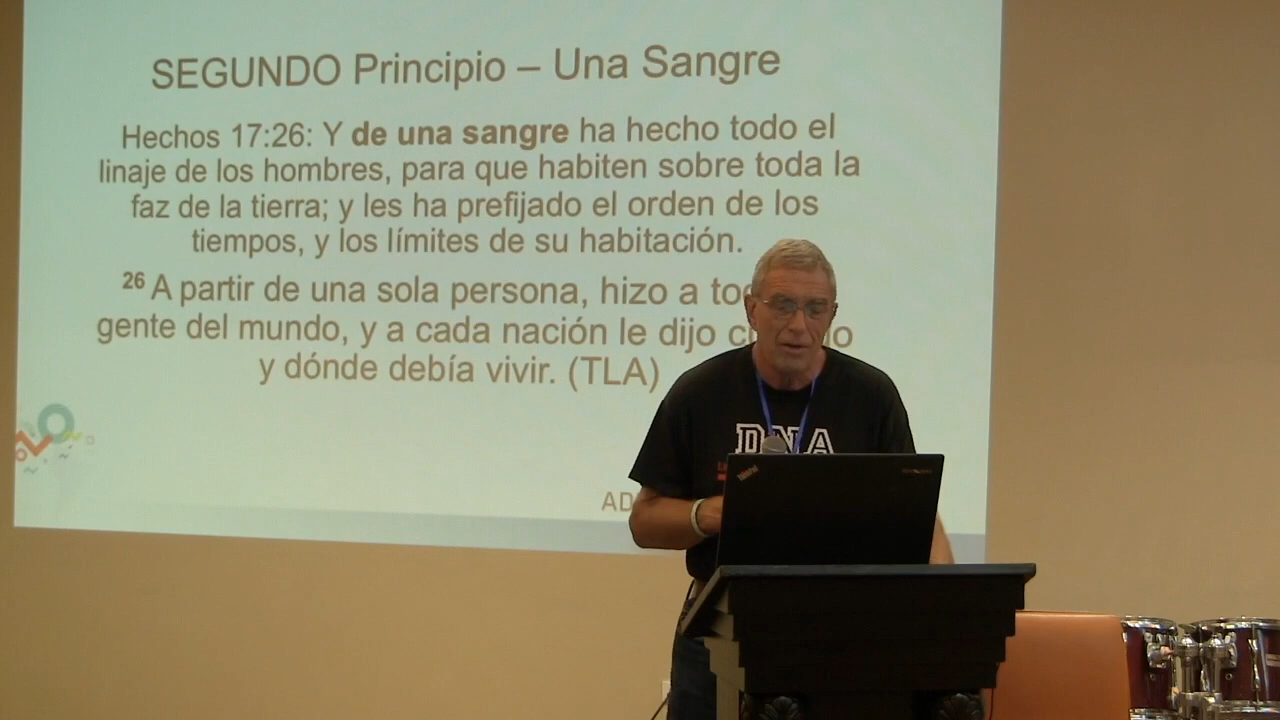 SEGUNDO Principio – Una Sangre
Hechos 17:26: Y de una sangre ha hecho todo el
linaje de los hombres, para que habiten sobre toda la
faz de la tierra; y les ha prefijado el orden de los
tiempos, y los límites de su habitación.
26 A partir de una sola persona, hizo a
gente del mundo, y a cada nación le dijo
y dónde debía vivir. (TLA)
AD
DNA
ThinkPad